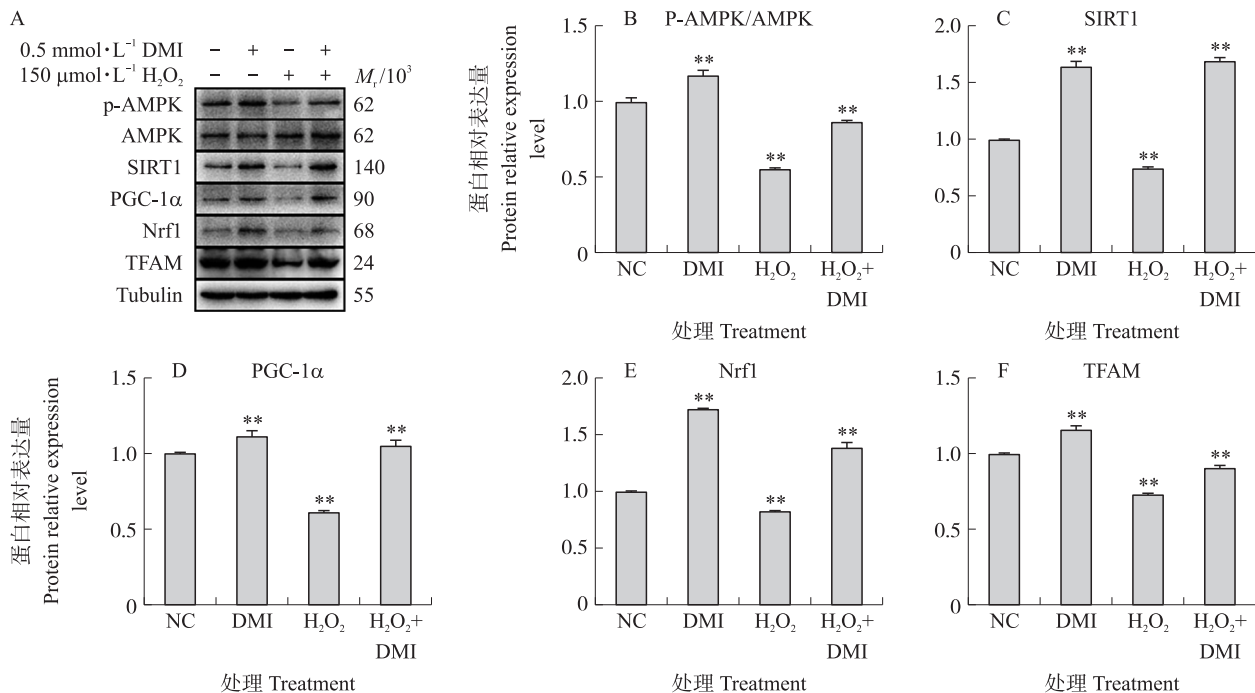 A
0.5 mmol·L⁻¹ DMI − + − +
150 μmol·L⁻¹ H₂O₂ − − + + Mᵣ/10³
p-AMPK 62
AMPK 62
SIRT1 140
PGC-1α 90
Nrf1 68
TFAM 24
Tubulin 55
B P-AMPK/AMPK
蛋白相对表达量
Protein relative expression
level
1.5
1.0
0.5
0
**
**
**
NC DMI H₂O₂ H₂O₂+
DMI
处理 Treatment
C SIRT1
2.0
1.5
1.0
0.5
0
**
**
**
NC DMI H₂O₂ H₂O₂+
DMI
处理 Treatment
D PGC-1α
蛋白相对表达量
Protein relative expression
level
1.5
1.0
0.5
0
**
**
**
NC DMI H₂O₂ H₂O₂+
DMI
处理 Treatment
E Nrf1
2.0
1.5
1.0
0.5
0
**
**
**
NC DMI H₂O₂ H₂O₂+
DMI
处理 Treatment
F TFAM
1.5
1.0
0.5
0
**
**
**
NC DMI H₂O₂ H₂O₂+
DMI
处理 Treatment